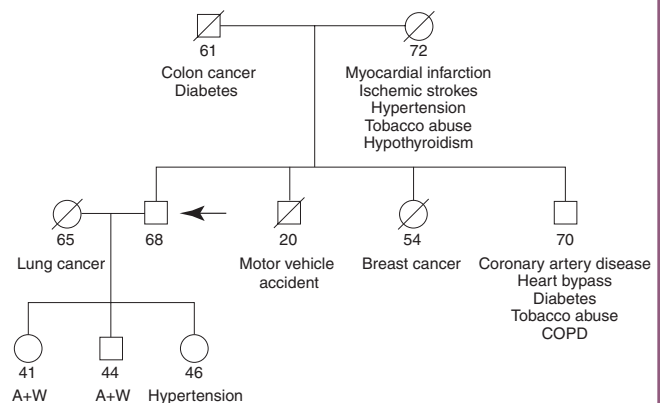 61
Colon cancer
Diabetes
72
Myocardial infarction
Ischemic strokes
Hypertension
Tobacco abuse
Hypothyroidism
65
Lung cancer
68
20
Motor vehicle
accident
54
Breast cancer
70
Coronary artery disease
Heart bypass
Diabetes
Tobacco abuse
COPD
41
A+W
44
A+W
46
Hypertension